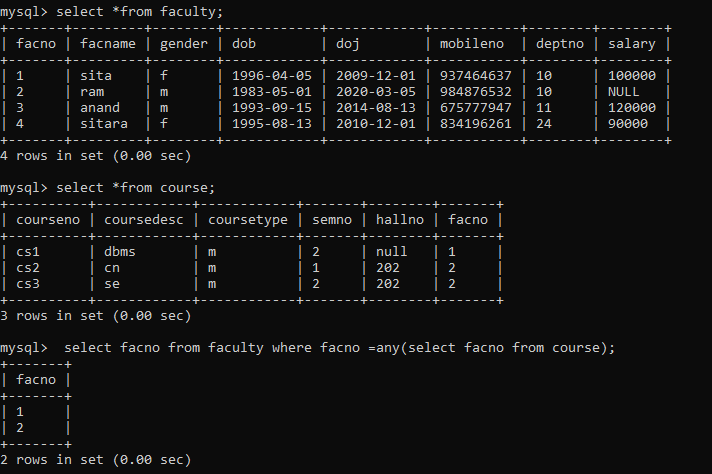 mysql> select *from faculty;
+-------+---------+--------+------------+------------+-----------+--------+--------+
| facno | facname | gender | dob        | doj        | mobileno  | deptno | salary |
+-------+---------+--------+------------+------------+-----------+--------+--------+
| 1     | sita    | f      | 1996-04-05 | 2009-12-01 | 937464637 | 10     | 100000 |
| 2     | ram     | m      | 1983-05-01 | 2020-03-05 | 984876532 | 10     | NULL   |
| 3     | anand   | m      | 1993-09-15 | 2014-08-13 | 675777947 | 11     | 120000 |
| 4     | sitara  | f      | 1995-08-13 | 2010-12-01 | 834196261 | 24     | 90000  |
+-------+---------+--------+------------+------------+-----------+--------+--------+
4 rows in set (0.00 sec)
mysql> select *from course;
+----------+------------+------------+-------+--------+-------+
| courseno | coursedesc | coursetype | semno | hallno | facno |
+----------+------------+------------+-------+--------+-------+
| cs1      | dbms       | m          | 2     | null   | 1     |
| cs2      | cn         | m          | 1     | 202    | 2     |
| cs3      | se         | m          | 2     | 202    | 2     |
+----------+------------+------------+-------+--------+-------+
3 rows in set (0.00 sec)
mysql>  select facno from faculty where facno =any(select facno from course);
+-------+
| facno |
+-------+
| 1     |
| 2     |
+-------+
2 rows in set (0.00 sec)